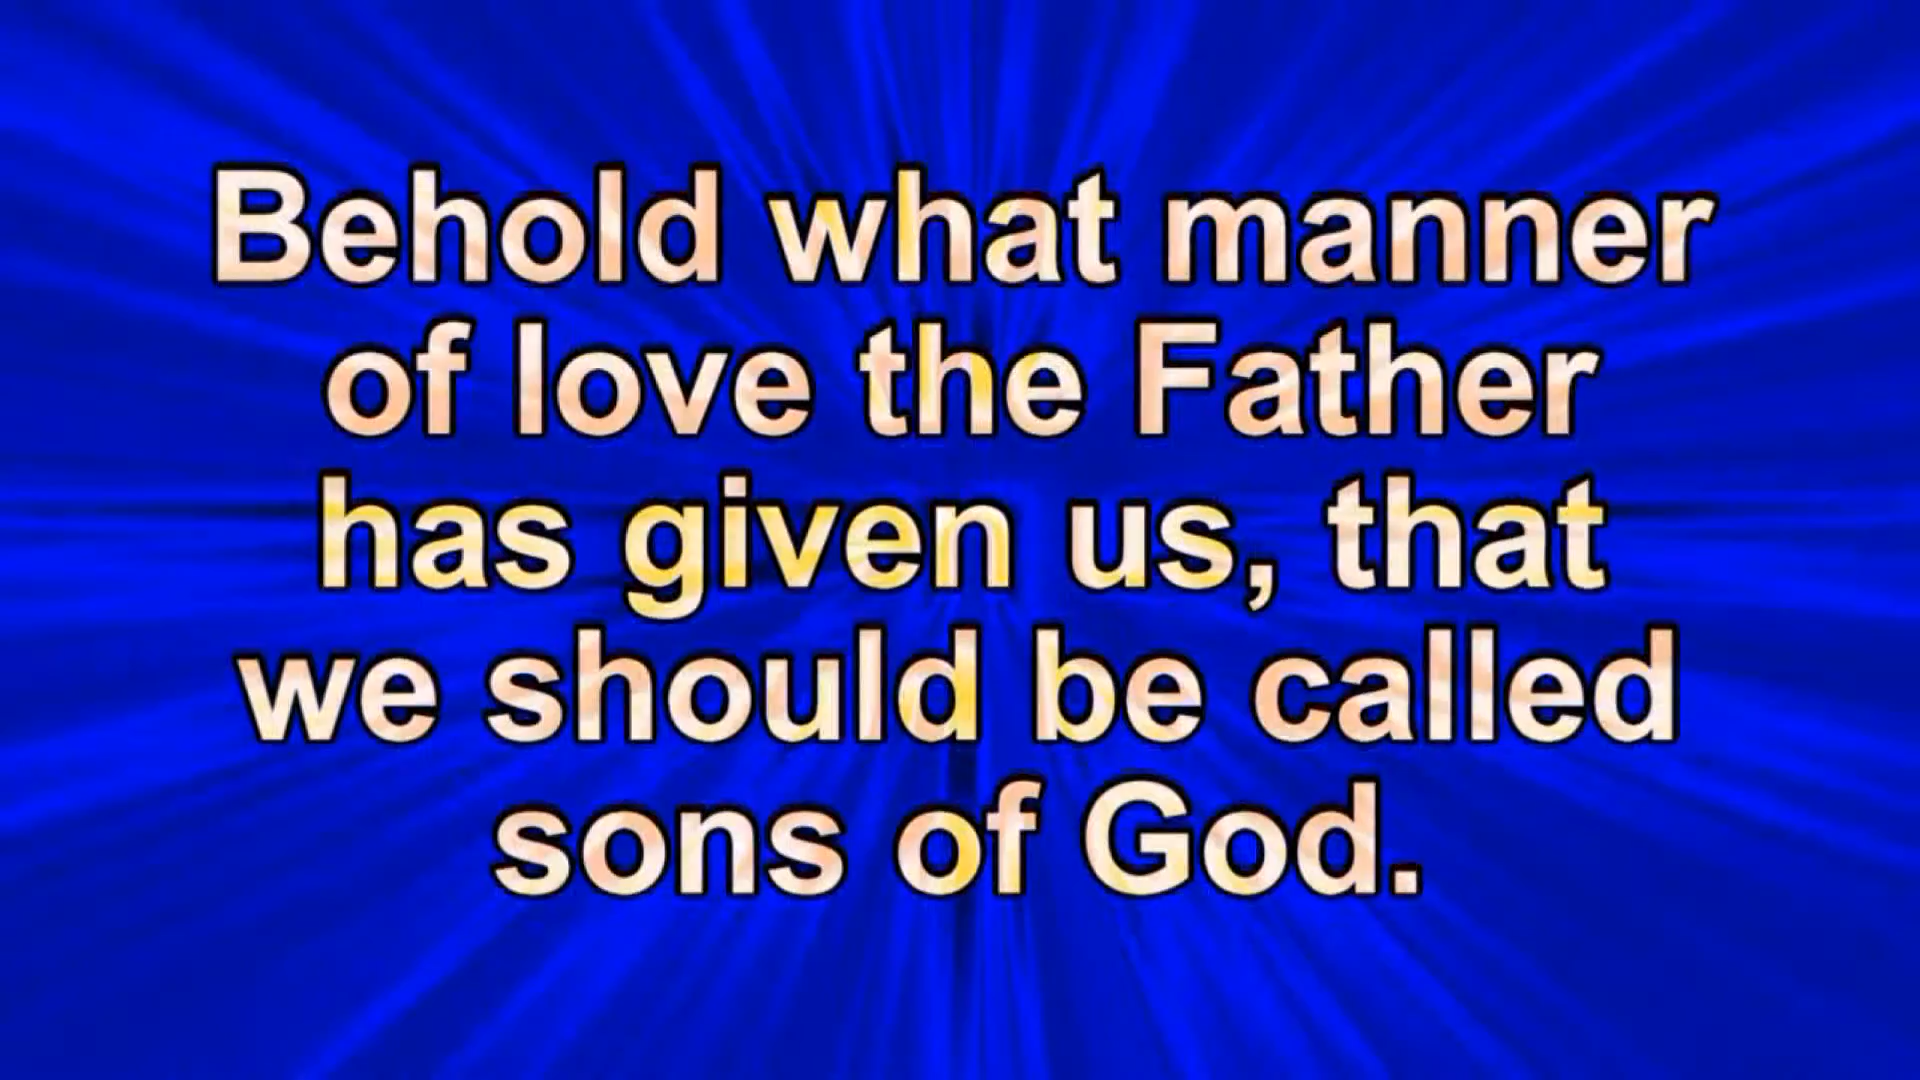 Behold what manner
of love the Father
has given us, that
we should be called
sons of God.